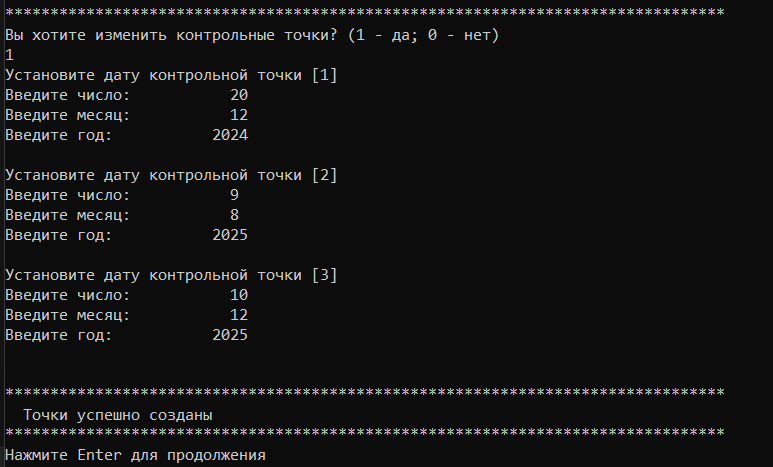 ********************************************************************************
Вы хотите изменить контрольные точки? (1 - да; 0 - нет)
1
Установите дату контрольной точки [1]
Введите число:           20
Введите месяц:           12
Введите год:           2024
Установите дату контрольной точки [2]
Введите число:           9
Введите месяц:           8
Введите год:           2025
Установите дату контрольной точки [3]
Введите число:           10
Введите месяц:           12
Введите год:           2025
********************************************************************************
  Точки успешно созданы
********************************************************************************
Нажмите Enter для продолжения